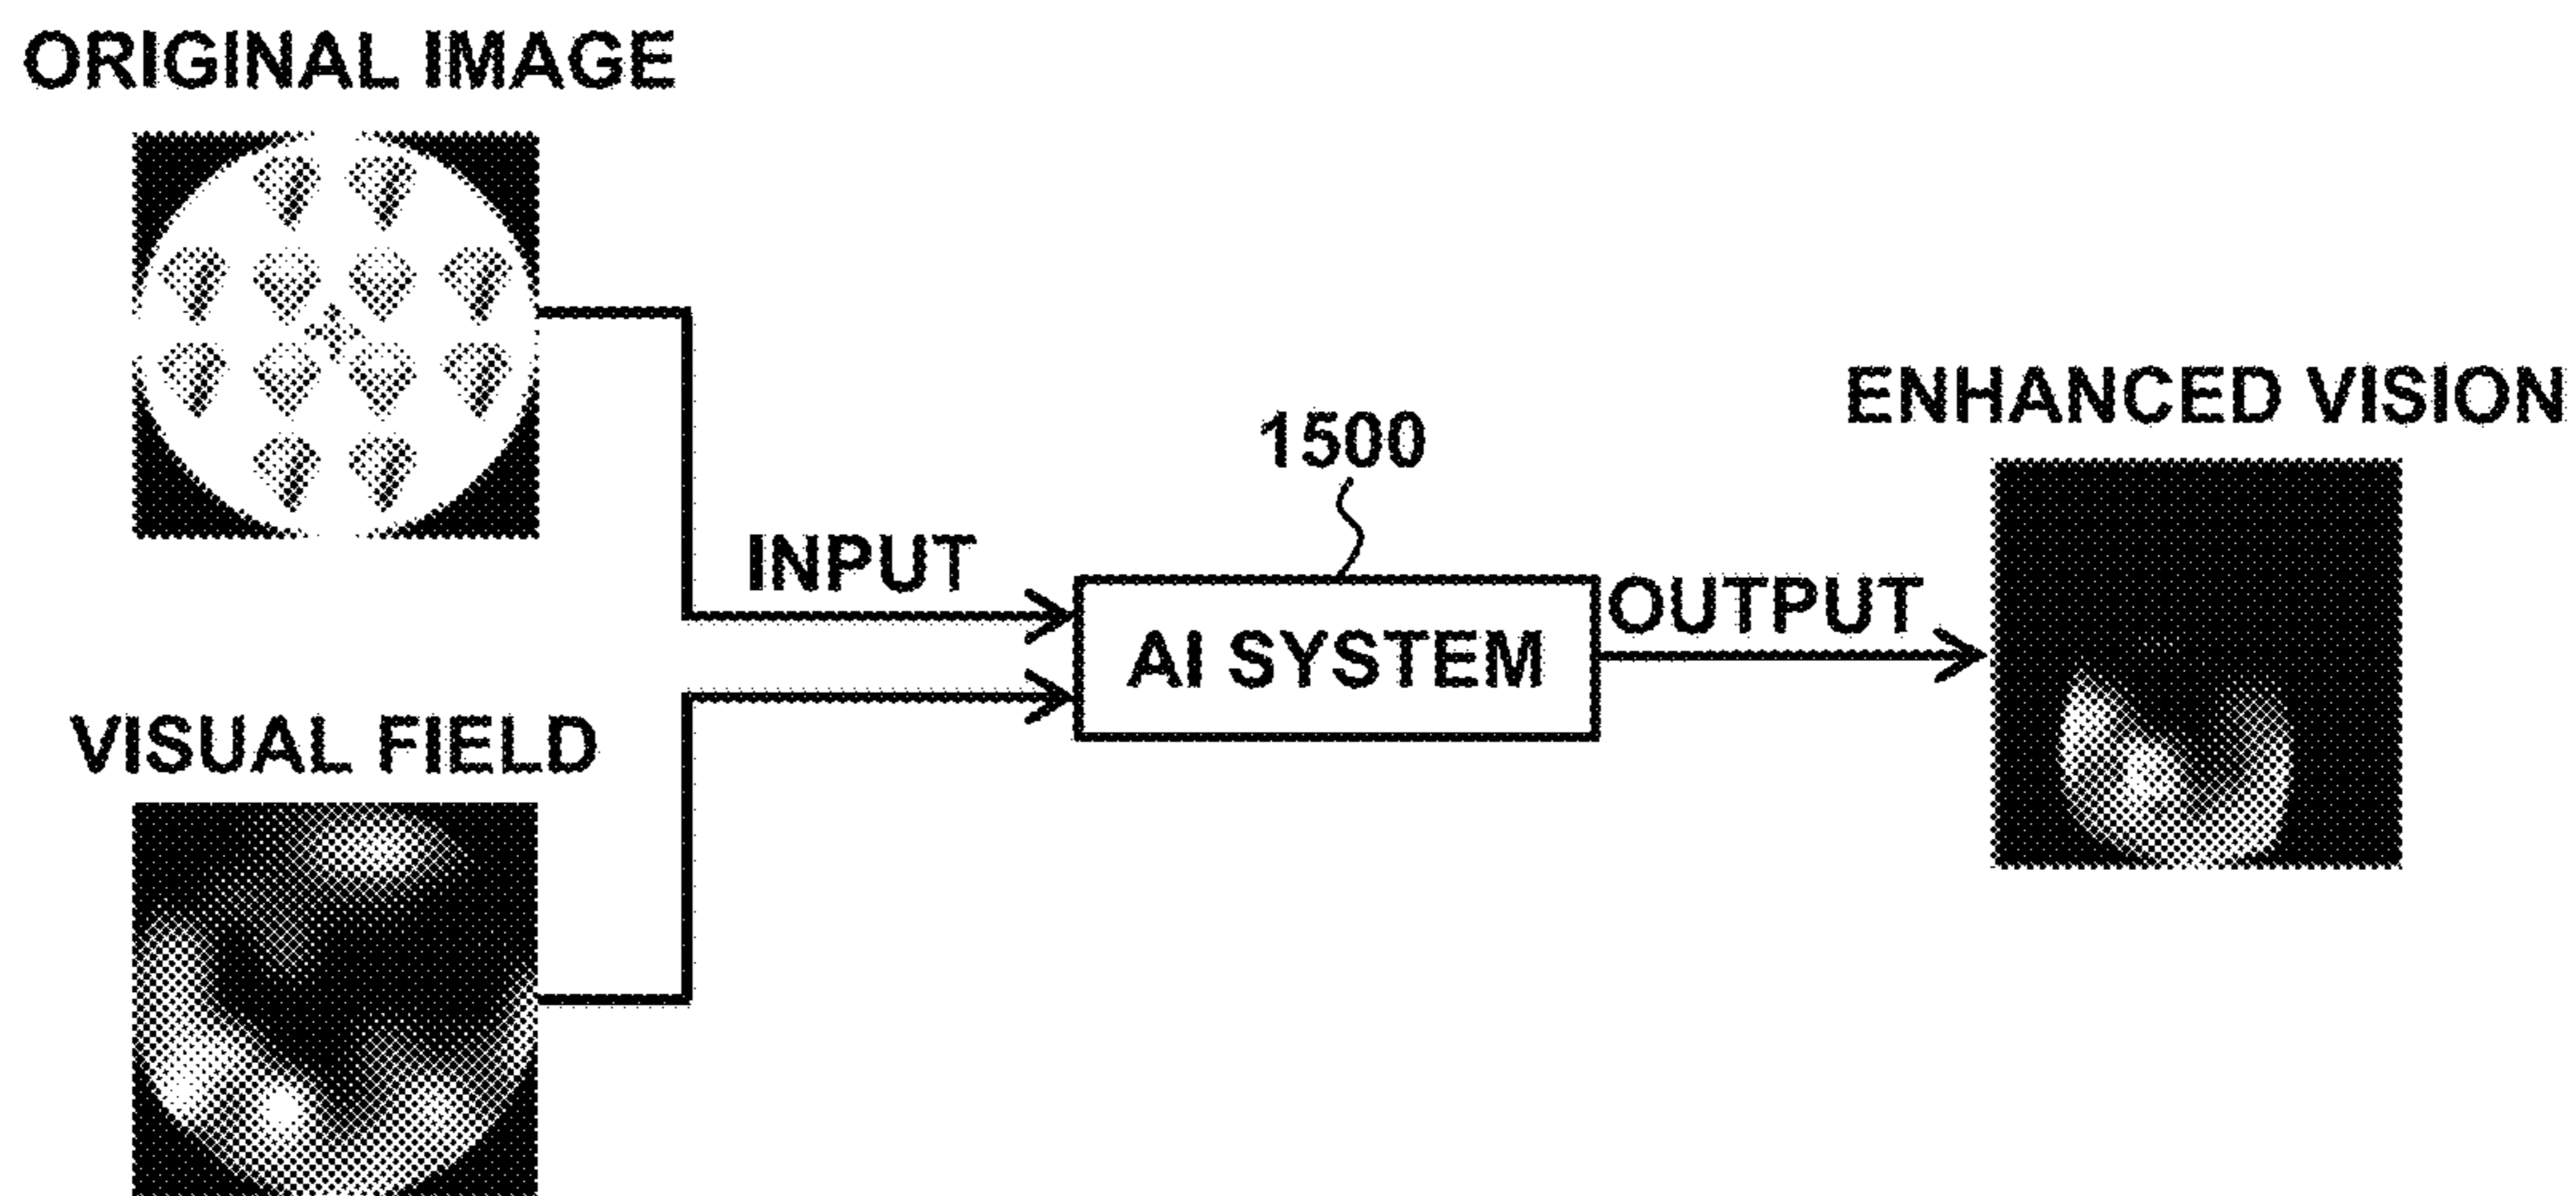 ORIGINAL IMAGE
ENHANCED VISION
1500
INPUT
OUTPUT
AI SYSTEM
VISUAL FIELD